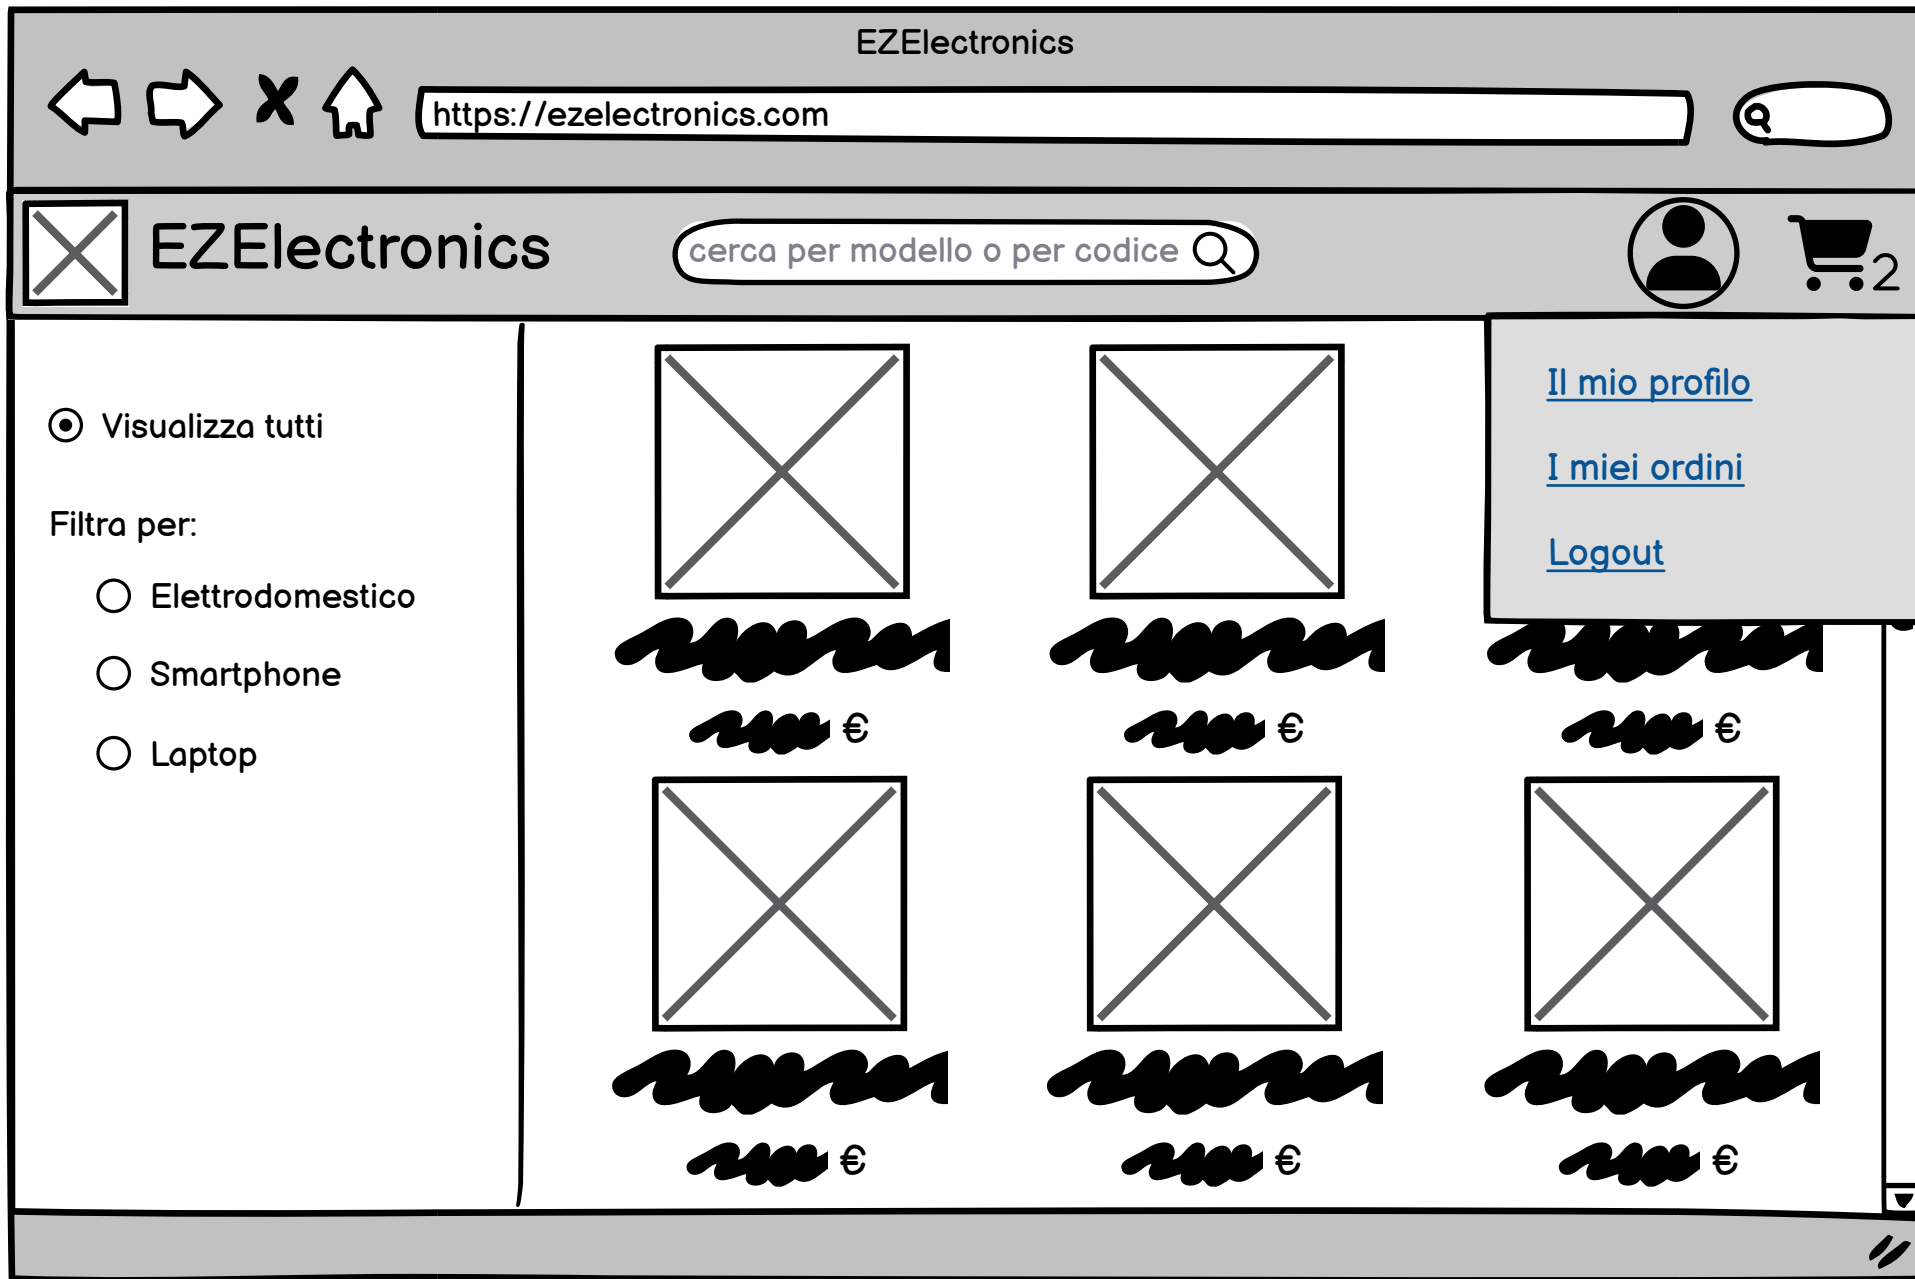 EZElectronics
https://ezelectronics.com
EZElectronics
cerca per modello o per codice
2
Il mio profilo
I miei ordini
Logout
Visualizza tutti
Filtra per:
Elettrodomestico
Smartphone
Laptop
€ € €
€ € €